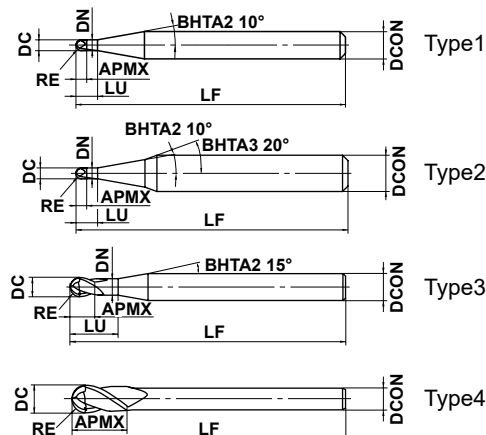 DC
DN
BHTA2 10°
DCON
Type1
RE
APMX
LU
LF
DC
DN
BHTA2 10°
BHTA3 20°
DCON
Type2
RE
APMX
LU
LF
DC
DN
BHTA2 15°
DCON
Type3
RE
LU
APMX
LF
DC
DCON
Type4
RE
APMX
LF